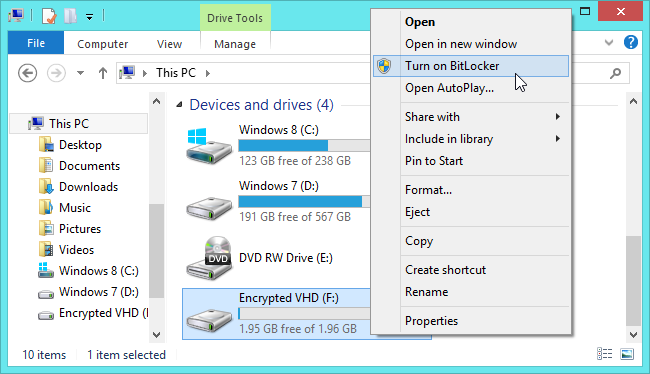 Drive Tools
File
Computer
Share
View
Manage
This PC
Devices and drives (4)
This PC
Desktop
Documents
Downloads
Music
Pictures
Videos
Windows 8 (C:)
Windows 7 (D:)
Encrypted VHD (
Windows 8 (C:)
123 GB free of 238 GB
Windows 7 (D:)
191 GB free of 567 GB
DVD
DVD RW Drive (E:)
Encrypted VHD (F:)
1.95 GB free of 1.96 GB
Open
Open in new window
Turn on BitLocker
Open AutoPlay...
Share with
Include in library
Pin to Start
Format...
Eject
Copy
Create shortcut
Rename
Properties
10 items
1 item selected